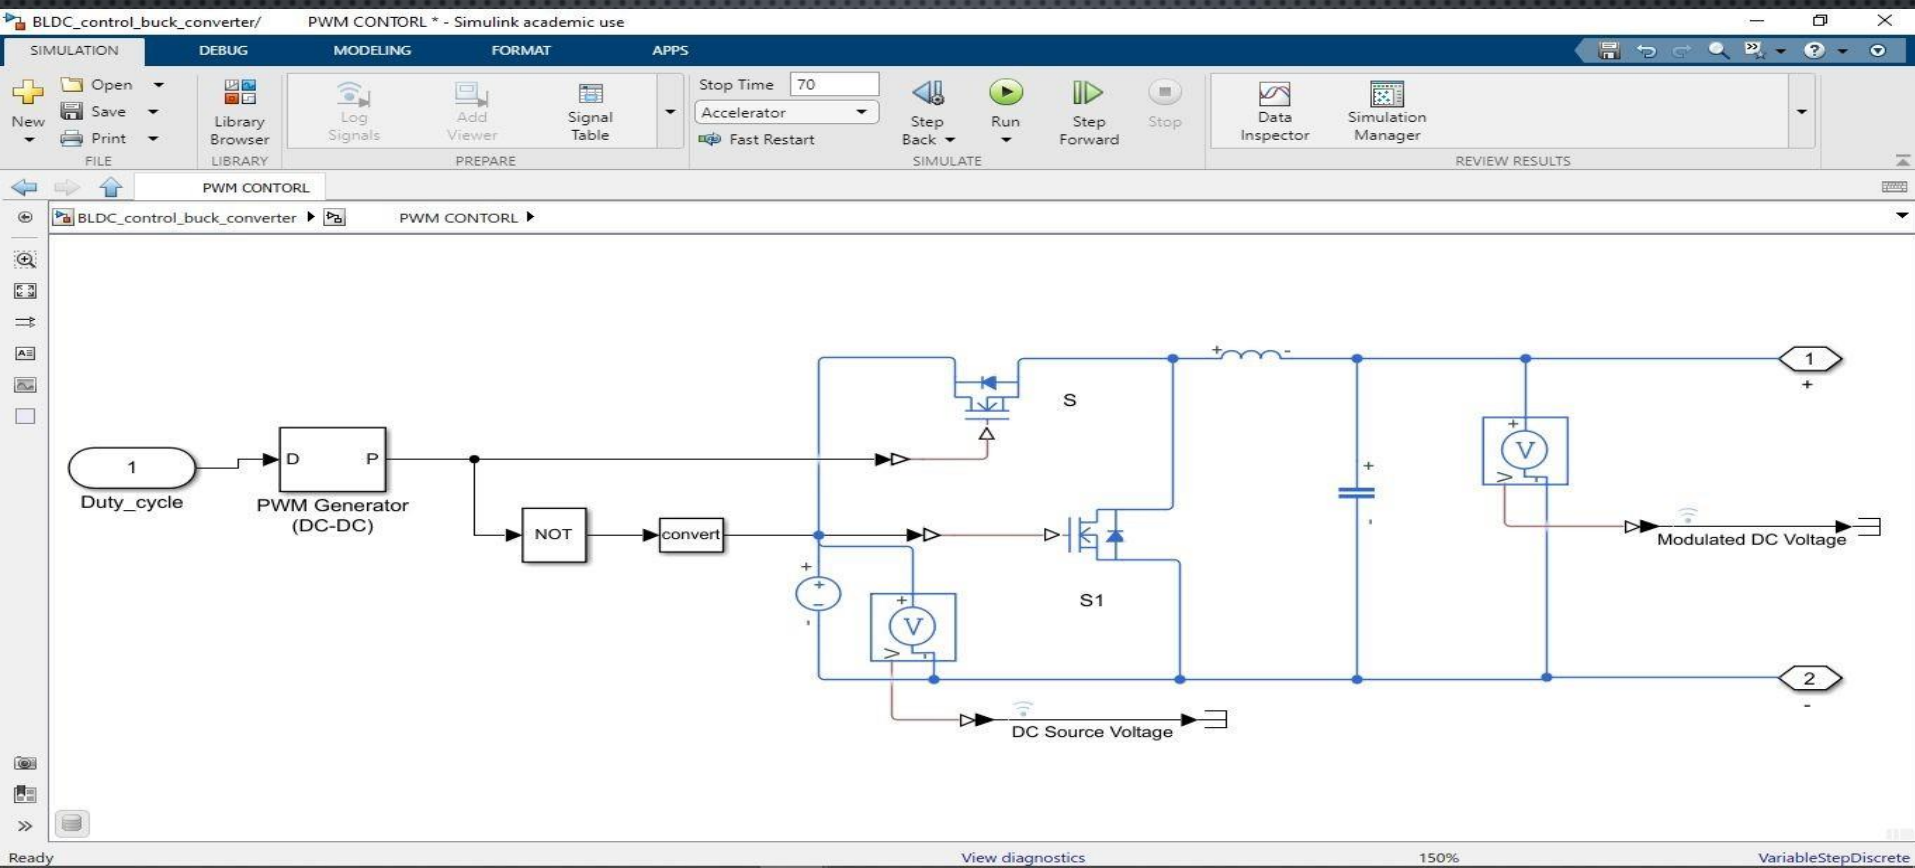 BLDC_control_buck_converter/ PWM CONTORL * - Simulink academic use
SIMULATION DEBUG MODELING FORMAT APPS
New
Open
Save
Print
FILE
Library
Browser
LIBRARY
Log
Signals
Add
Viewer
Signal
Table
PREPARE
Stop Time 70
Accelerator
Fast Restart
Step
Back
Run
Step
Forward
Stop
SIMULATE
Data
Inspector
Simulation
Manager
REVIEW RESULTS
PWM CONTORL
BLDC_control_buck_converter PWM CONTORL
1
Duty_cycle
D P
PWM Generator
(DC-DC)
NOT
convert
S
S1
V
V
DC Source Voltage
V
V
Modulated DC Voltage
1
+
2
-
Ready View diagnostics 150% VariableStepDiscrete